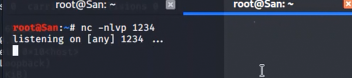 root@San: ~
root@San: ~
root@San:~# nc -nlvp 1234
listening on [any] 1234 ...